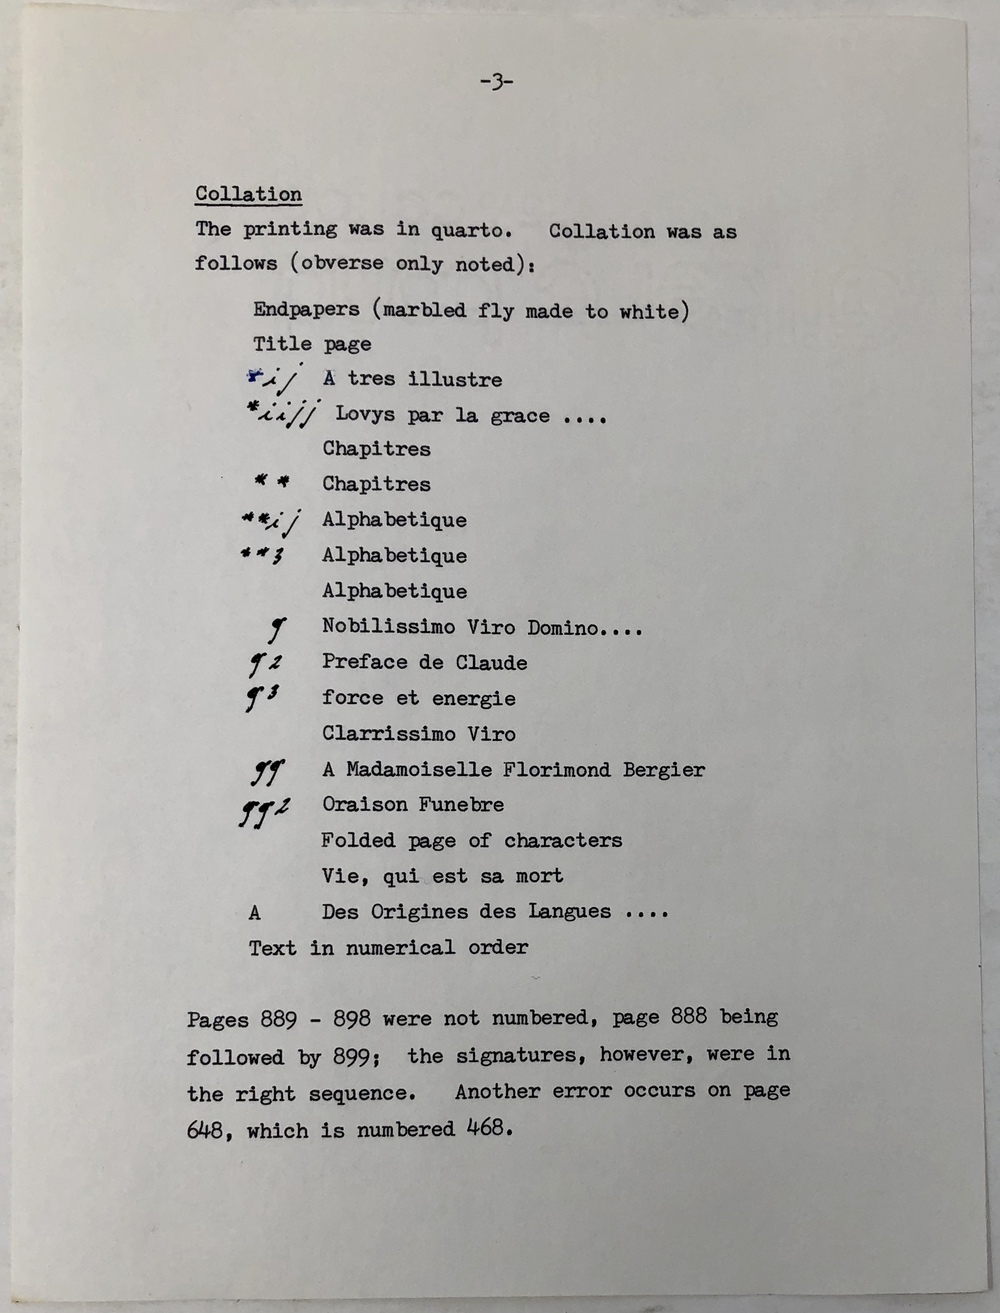 -3-
Collation
The printing was in quarto. Collation was as
follows (obverse only noted):
Endpapers (marbled fly made to white)
Title page
*ij A tres illustre
*iijj Lovys par la grace ....
Chapitres
** Chapitres
**ij Alphabetique
**3 Alphabetique
Alphabetique
Nobilissimo Viro Domino....
2 Preface de Claude
3 force et energie
Clarrissimo Viro
A Madamoiselle Florimond Bergier
2 Oraison Funebre
Folded page of characters
Vie, qui est sa mort
A Des Origines des Langues ....
Text in numerical order
Pages 889 - 898 were not numbered, page 888 being
followed by 899; the signatures, however, were in
the right sequence. Another error occurs on page
648, which is numbered 468.